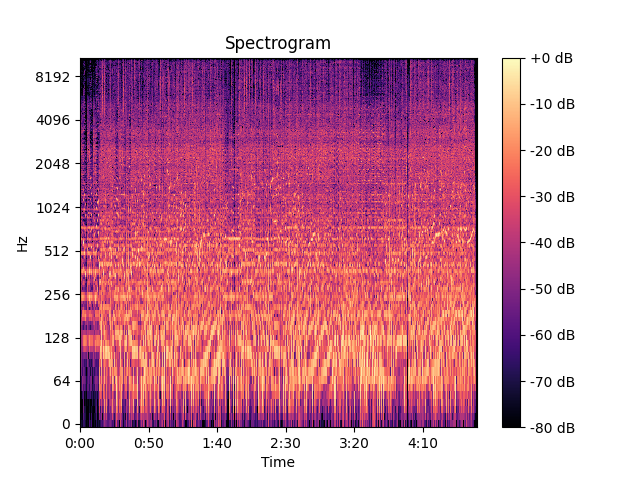 Spectrogram
8192
4096
2048
1024
512
256
128
64
0
Hz
0:00 0:50 1:40 2:30 3:20 4:10
Time
+0 dB
-10 dB
-20 dB
-30 dB
-40 dB
-50 dB
-60 dB
-70 dB
-80 dB